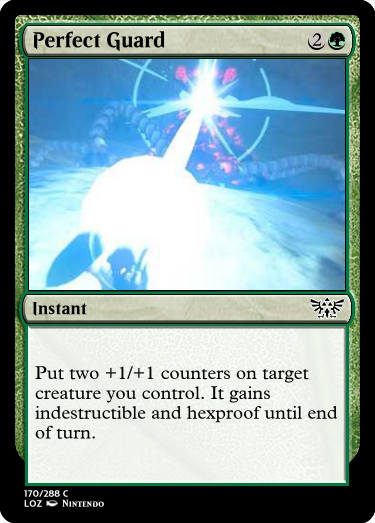 Perfect Guard 2
Instant
Put two +1/+1 counters on target
creature you control. It gains
indestructible and hexproof until end
of turn.
170/288 C
LOZ Nintendo